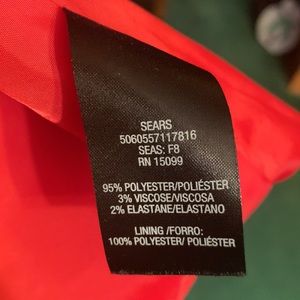 SEARS
5060557117816
SEAS: F8
RN 15099
95% POLYESTER/POLIÉSTER
3% VISCOSE/VISCOSA
2% ELASTANE/ELASTANO
LINING /FORRO:
100% POLYESTER/ POLIÉSTER